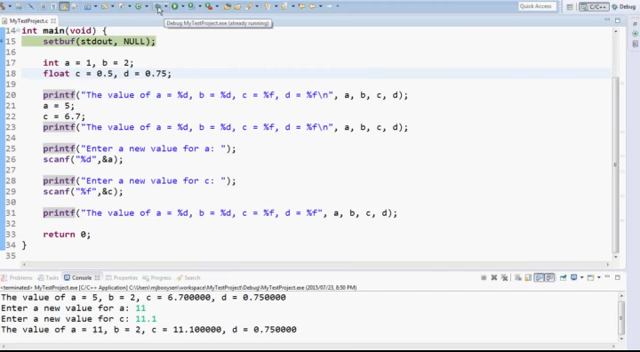 Quick Access
C/C++
Debug
MyTestProject.c
Debug MyTestProject.exe (already running)
14 int main(void) {
15 setbuf(stdout, NULL);
16
17 int a = 1, b = 2;
18 float c = 0.5, d = 0.75;
19
20 printf("The value of a = %d, b = %d, c = %f, d = %f\n", a, b, c, d);
21 a = 5;
22 c = 6.7;
23 printf("The value of a = %d, b = %d, c = %f, d = %f\n", a, b, c, d);
24
25 printf("Enter a new value for a: ");
26 scanf("%d",&a);
27
28 printf("Enter a new value for c: ");
29 scanf("%f",&c);
30
31 printf("The value of a = %d, b = %d, c = %f, d = %f", a, b, c, d);
32
33 return 0;
34 }
35
Problems Tasks Console Properties Search
<terminated> MyTestProject.exe [C/C++ Application] C:\Users\mjbooysen\workspace\MyTestProject\Debug\MyTestProject.exe (2015/07/23, 8:50 PM)
The value of a = 5, b = 2, c = 6.700000, d = 0.750000
Enter a new value for a: 11
Enter a new value for c: 11.1
The value of a = 11, b = 2, c = 11.100000, d = 0.750000